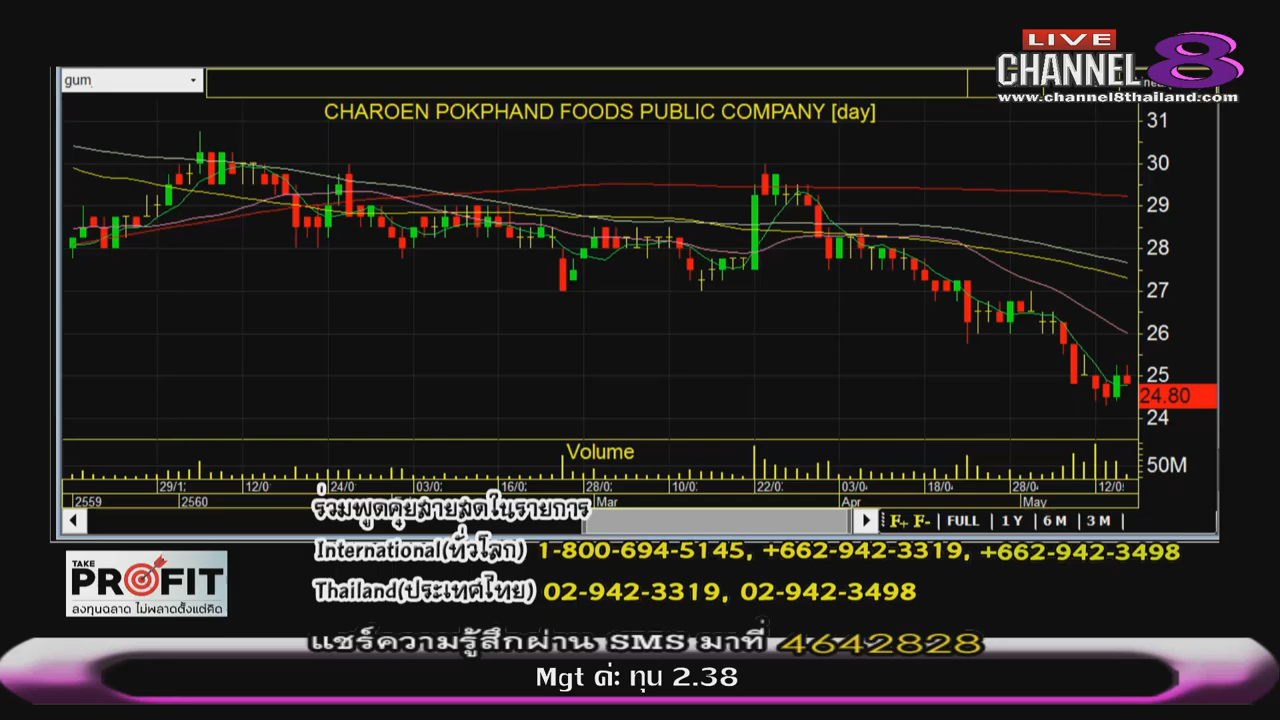 LIVE
CHANNEL 8
www.channel8thailand.com
gum
CHAROEN POKPHAND FOODS PUBLIC COMPANY [day]
31
30
29
28
27
26
25
24.80
24
Volume
50M
29/1 12/0 24/0 03/0 16/0 28/0 10/0 22/0 03/0 18/0 28/0 12/0
2559 2560 Mar Apr May
F+ F- FULL 1 Y 6 M 3 M
ร่วมพูดคุยสายสดในรายการ
International(ทั่วโลก) 1-800-694-5145, +662-942-3319, +662-942-3498
Thailand(ประเทศไทย) 02-942-3319, 02-942-3498
TAKE
PROFIT
ลงทุนฉลาด ไม่พลาดตั้งแต่คิด
แชร์ความรู้สึกผ่าน SMS มาที่ 4642828
Mgt ค่: ทุน 2.38